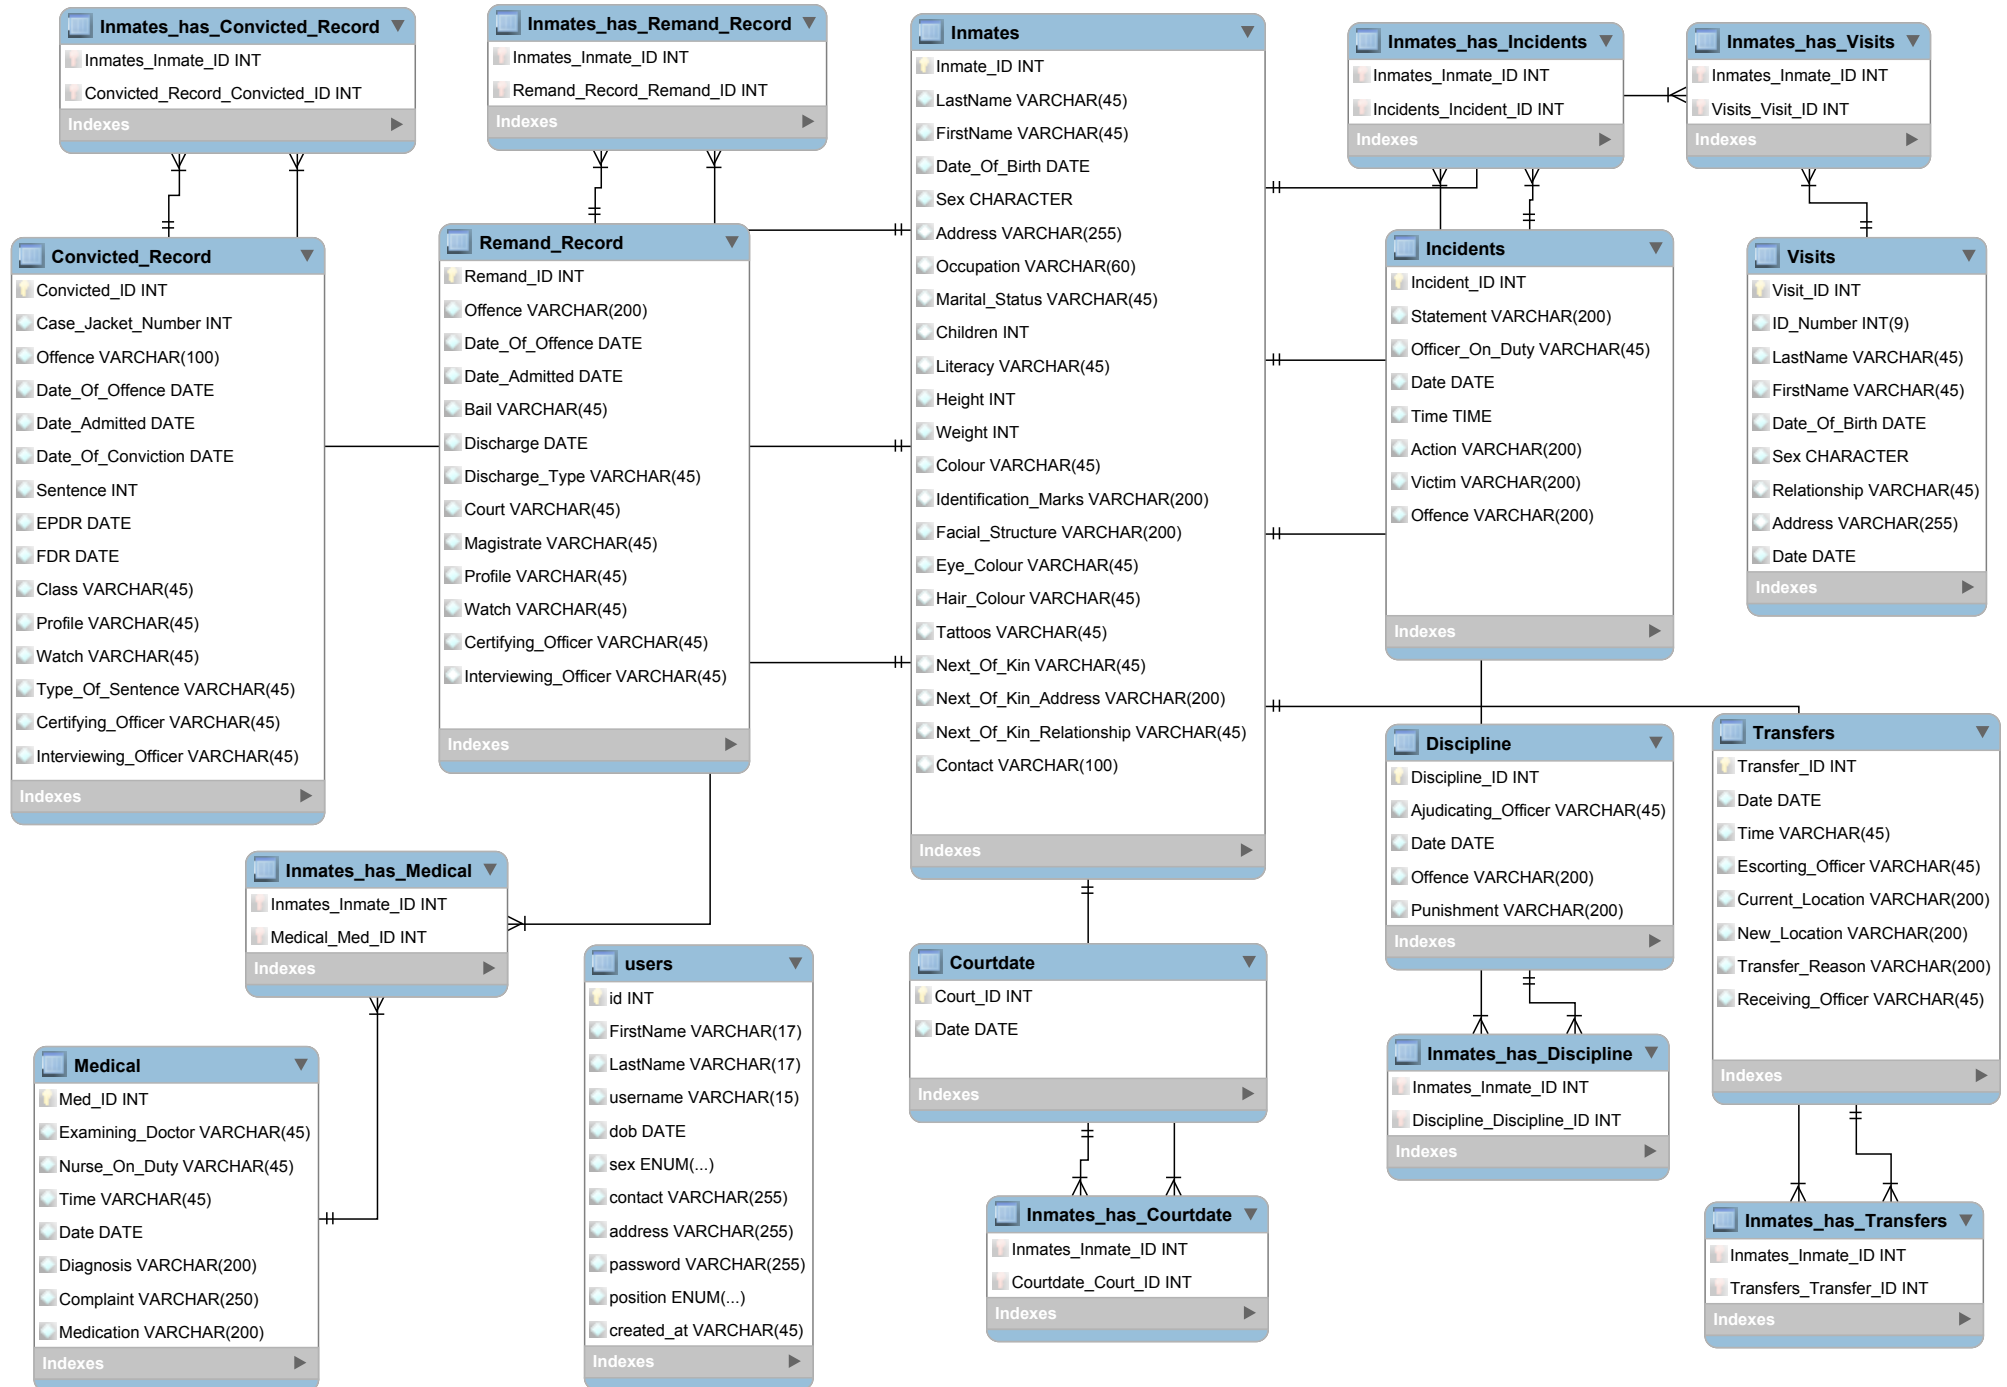 Inmates_has_Convicted_Record
Inmates_Inmate_ID INT
Convicted_Record_Convicted_ID INT
Indexes
Inmates_has_Remand_Record
Inmates_Inmate_ID INT
Remand_Record_Remand_ID INT
Indexes
Inmates
Inmate_ID INT
LastName VARCHAR(45)
FirstName VARCHAR(45)
Date_Of_Birth DATE
Sex CHARACTER
Address VARCHAR(255)
Occupation VARCHAR(60)
Marital_Status VARCHAR(45)
Children INT
Literacy VARCHAR(45)
Height INT
Weight INT
Colour VARCHAR(45)
Identification_Marks VARCHAR(200)
Facial_Structure VARCHAR(200)
Eye_Colour VARCHAR(45)
Hair_Colour VARCHAR(45)
Tattoos VARCHAR(45)
Next_Of_Kin VARCHAR(45)
Next_Of_Kin_Address VARCHAR(200)
Next_Of_Kin_Relationship VARCHAR(45)
Contact VARCHAR(100)
Indexes
Inmates_has_Incidents
Inmates_Inmate_ID INT
Incidents_Incident_ID INT
Indexes
Inmates_has_Visits
Inmates_Inmate_ID INT
Visits_Visit_ID INT
Indexes
Convicted_Record
Convicted_ID INT
Case_Jacket_Number INT
Offence VARCHAR(100)
Date_Of_Offence DATE
Date_Admitted DATE
Date_Of_Conviction DATE
Sentence INT
EPDR DATE
FDR DATE
Class VARCHAR(45)
Profile VARCHAR(45)
Watch VARCHAR(45)
Type_Of_Sentence VARCHAR(45)
Certifying_Officer VARCHAR(45)
Interviewing_Officer VARCHAR(45)
Indexes
Remand_Record
Remand_ID INT
Offence VARCHAR(200)
Date_Of_Offence DATE
Date_Admitted DATE
Bail VARCHAR(45)
Discharge DATE
Discharge_Type VARCHAR(45)
Court VARCHAR(45)
Magistrate VARCHAR(45)
Profile VARCHAR(45)
Watch VARCHAR(45)
Certifying_Officer VARCHAR(45)
Interviewing_Officer VARCHAR(45)
Indexes
Incidents
Incident_ID INT
Statement VARCHAR(200)
Officer_On_Duty VARCHAR(45)
Date DATE
Time TIME
Action VARCHAR(200)
Victim VARCHAR(200)
Offence VARCHAR(200)
Indexes
Visits
Visit_ID INT
ID_Number INT(9)
LastName VARCHAR(45)
FirstName VARCHAR(45)
Date_Of_Birth DATE
Sex CHARACTER
Relationship VARCHAR(45)
Address VARCHAR(255)
Date DATE
Indexes
Discipline
Discipline_ID INT
Ajudicating_Officer VARCHAR(45)
Date DATE
Offence VARCHAR(200)
Punishment VARCHAR(200)
Indexes
Transfers
Transfer_ID INT
Date DATE
Time VARCHAR(45)
Escorting_Officer VARCHAR(45)
Current_Location VARCHAR(200)
New_Location VARCHAR(200)
Transfer_Reason VARCHAR(200)
Receiving_Officer VARCHAR(45)
Indexes
Inmates_has_Medical
Inmates_Inmate_ID INT
Medical_Med_ID INT
Indexes
users
id INT
FirstName VARCHAR(17)
LastName VARCHAR(17)
username VARCHAR(15)
dob DATE
sex ENUM(...)
contact VARCHAR(255)
address VARCHAR(255)
password VARCHAR(255)
position ENUM(...)
created_at VARCHAR(45)
Indexes
Courtdate
Court_ID INT
Date DATE
Indexes
Medical
Med_ID INT
Examining_Doctor VARCHAR(45)
Nurse_On_Duty VARCHAR(45)
Time VARCHAR(45)
Date DATE
Diagnosis VARCHAR(200)
Complaint VARCHAR(250)
Medication VARCHAR(200)
Indexes
Inmates_has_Discipline
Inmates_Inmate_ID INT
Discipline_Discipline_ID INT
Indexes
Inmates_has_Courtdate
Inmates_Inmate_ID INT
Courtdate_Court_ID INT
Indexes
Inmates_has_Transfers
Inmates_Inmate_ID INT
Transfers_Transfer_ID INT
Indexes